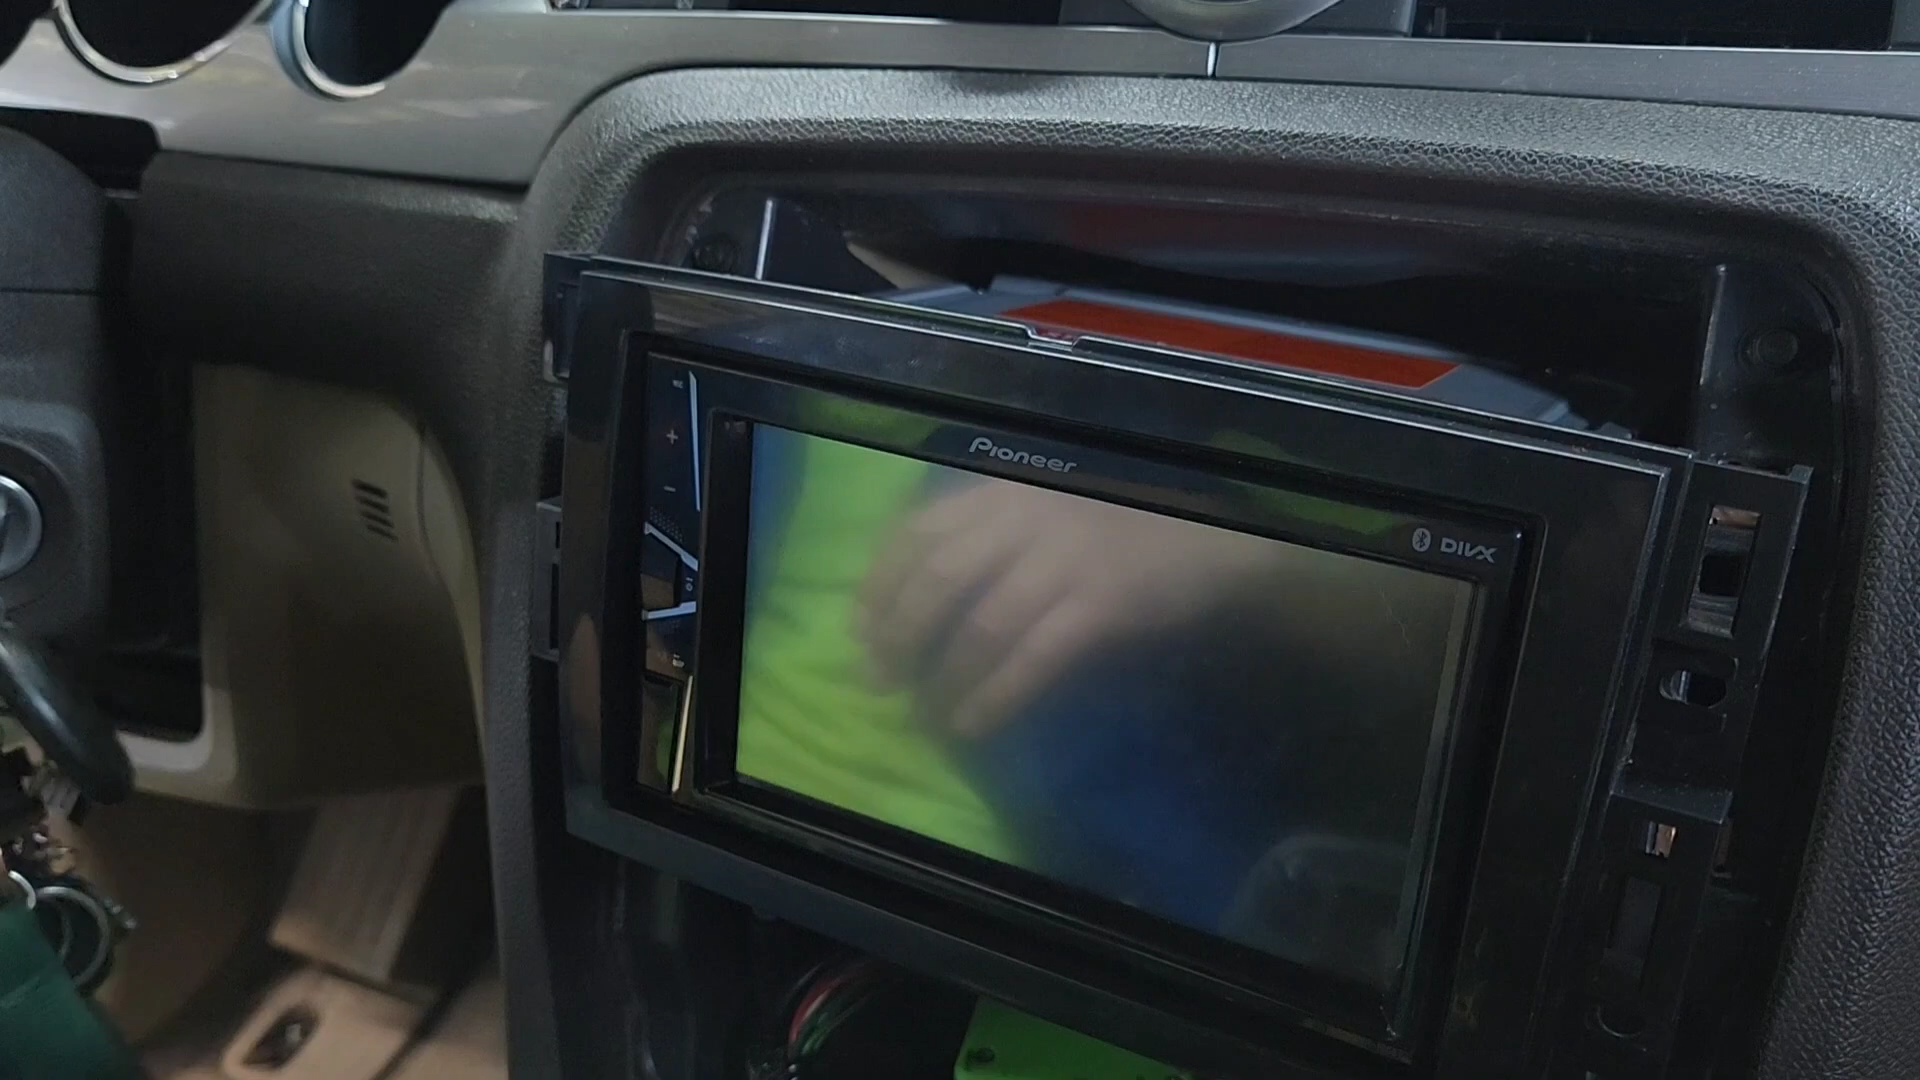 Pioneer
DIVX
+
-